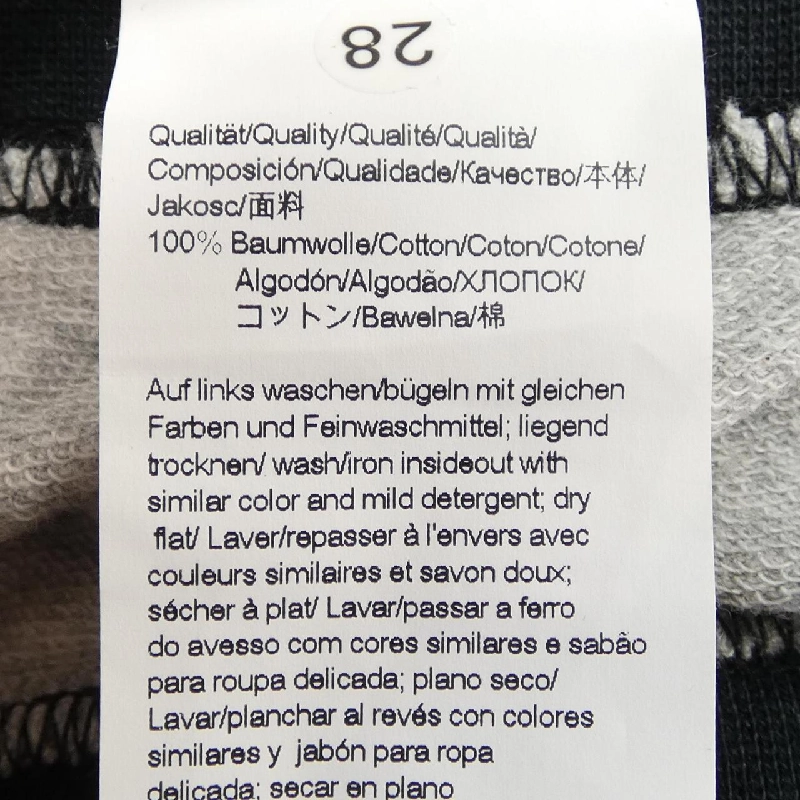 28
Qualität/Quality/Qualité/Qualità/
Composición/Qualidade/Качество/本体/
Jakosc/面料
100% Baumwolle/Cotton/Coton/Cotone/
Algodón/Algodão/ХЛОПОК/
コットン/Bawelna/棉
Auf links waschen/bügeln mit gleichen
Farben und Feinwaschmittel; liegend
trocknen/ wash/iron insideout with
similar color and mild detergent; dry
flat/ Laver/repasser à l'envers avec
couleurs similaires et savon doux;
sécher à plat/ Lavar/passar a ferro
do avesso com cores similares e sabão
para roupa delicada; plano seco/
Lavar/planchar al revés con colores
similares y jabón para ropa
delicada; secar en plano